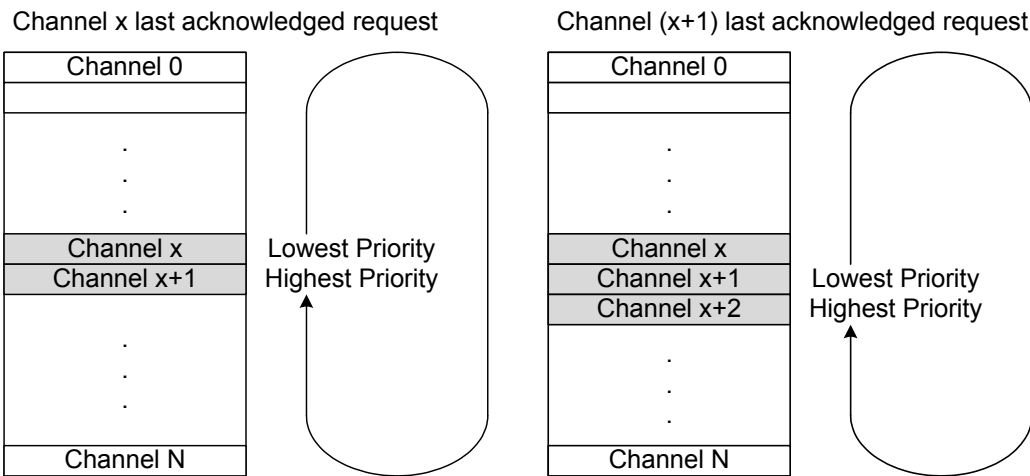 Channel x last acknowledged request
Channel 0
.
.
.
Channel x
Channel x+1
.
.
.
Channel N
Lowest Priority
Highest Priority
Channel (x+1) last acknowledged request
Channel 0
.
.
.
Channel x
Channel x+1
Channel x+2
.
.
.
Channel N
Lowest Priority
Highest Priority